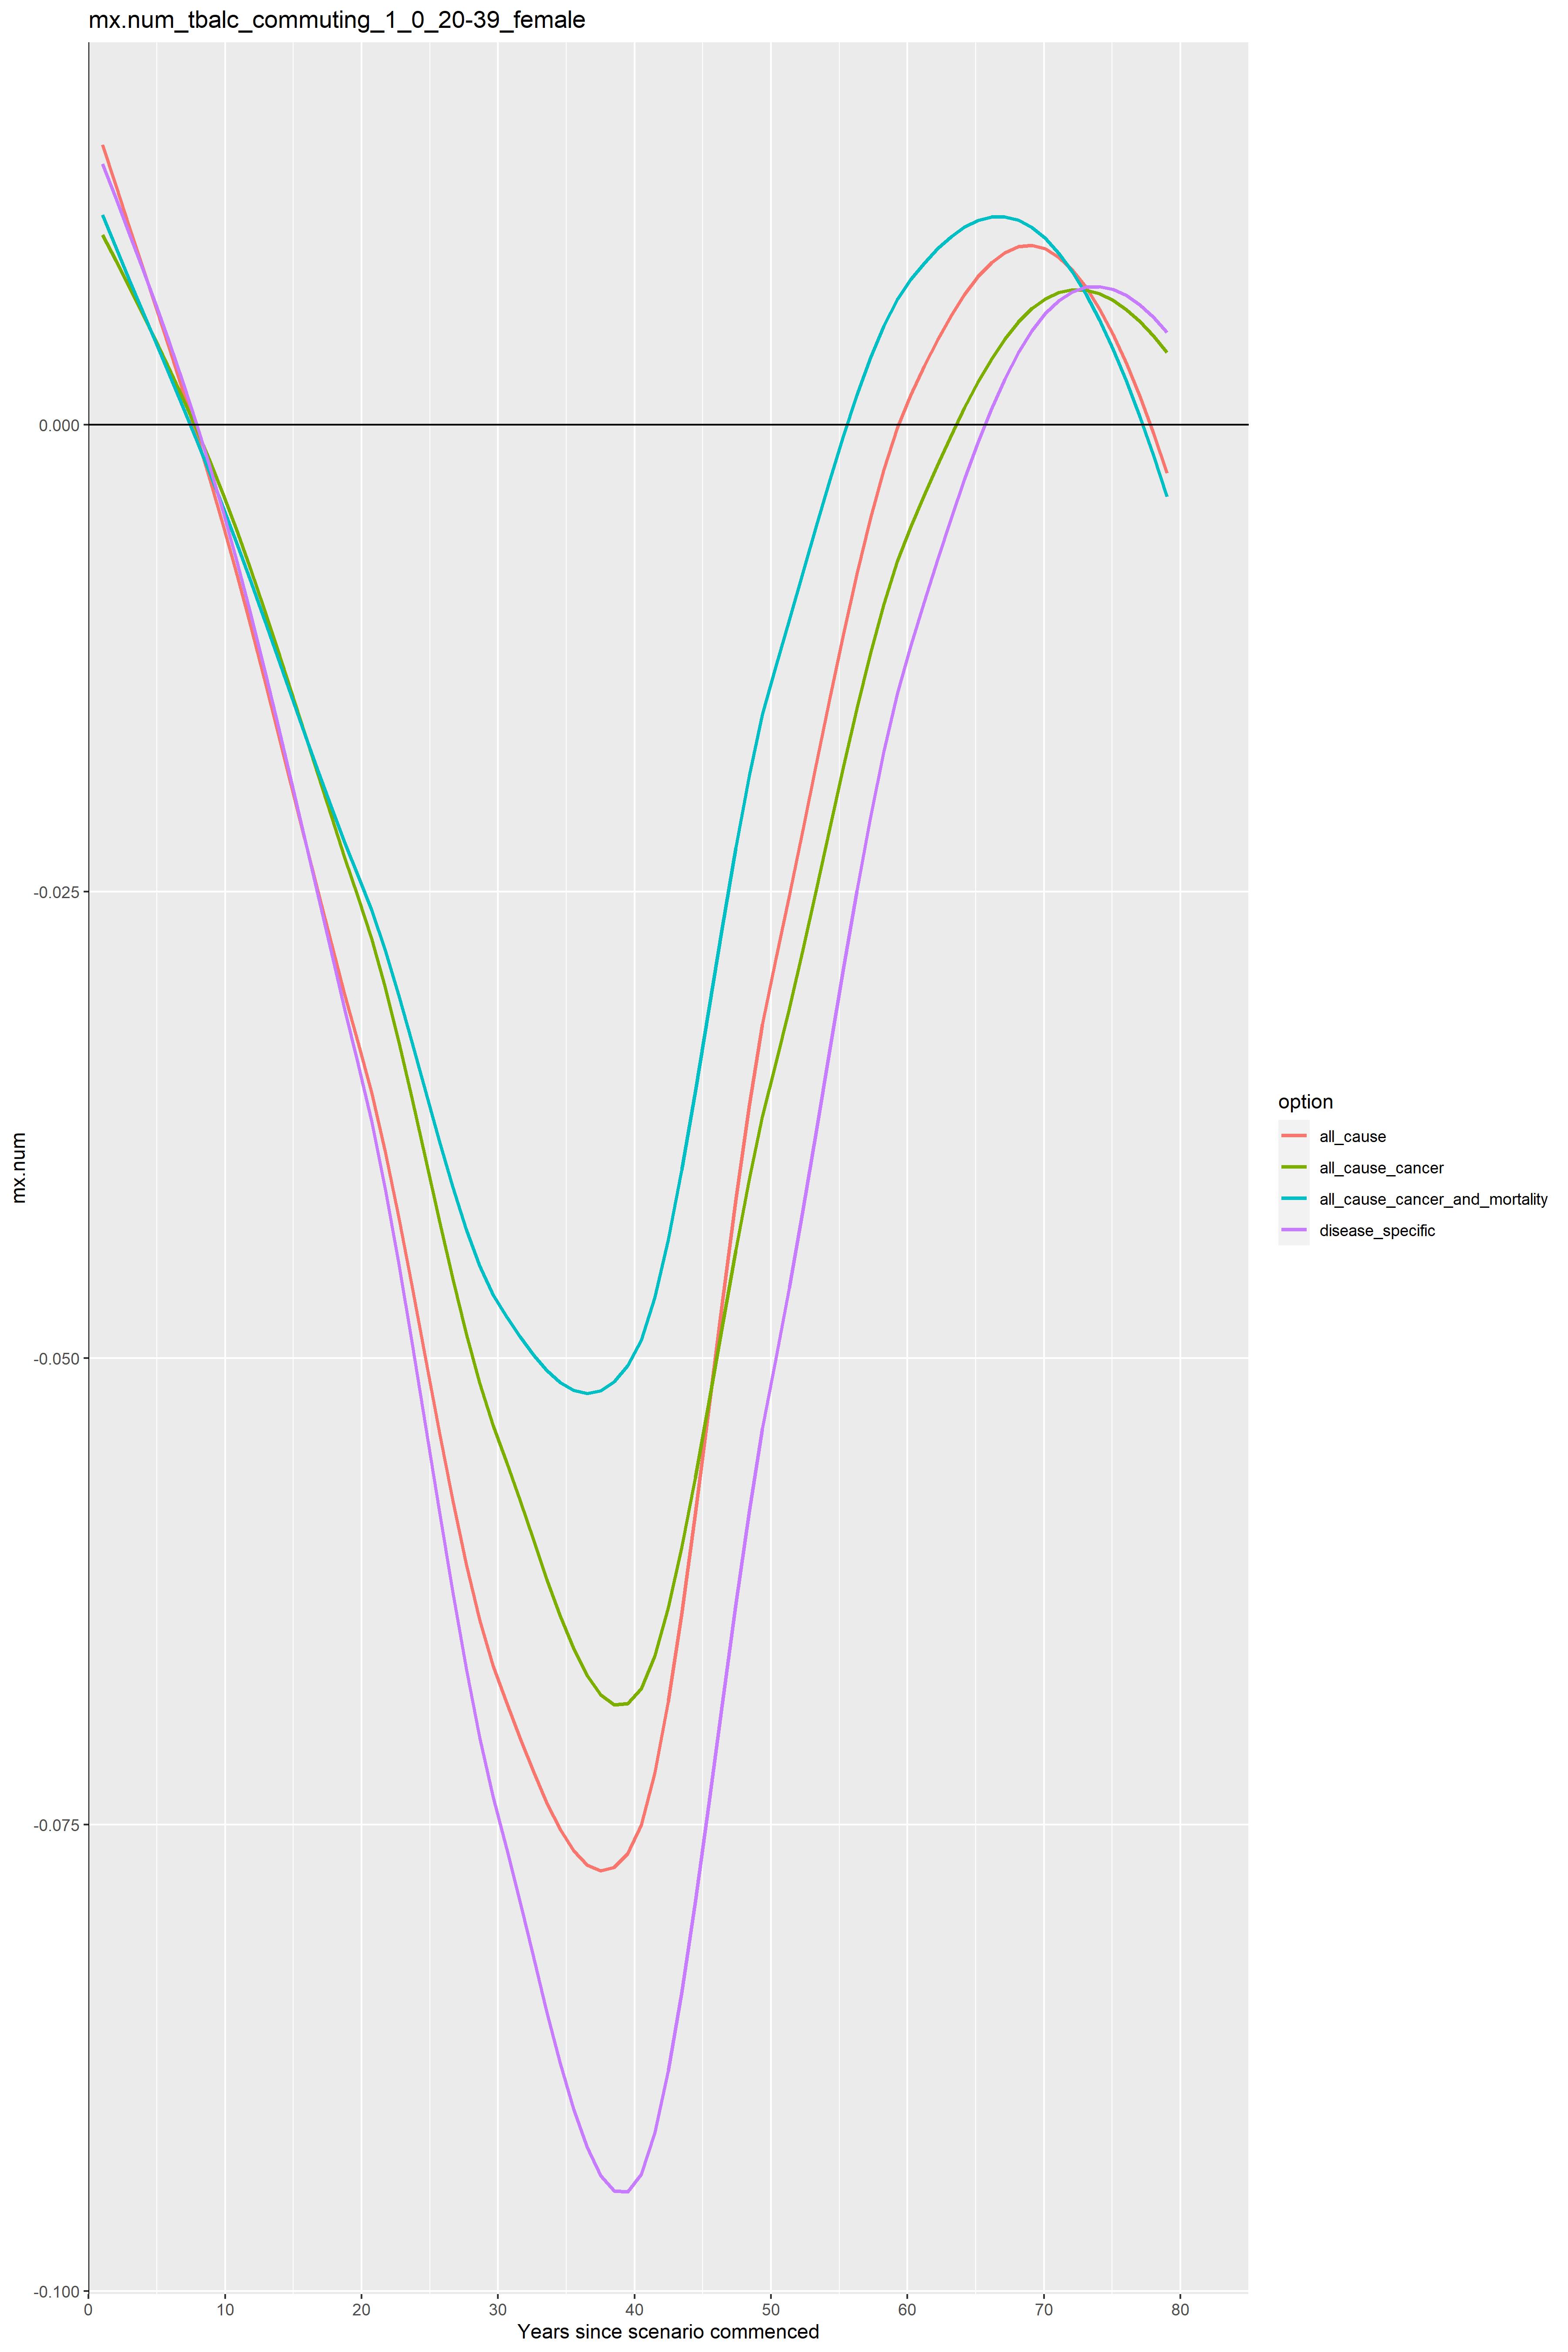 mx.num_tbalc_commuting_1_0_20-39_female
0.000
-0.025
-0.050
-0.075
-0.100
mx.num
0 10 20 30 40 50 60 70 80
Years since scenario commenced
option
all_cause
all_cause_cancer
all_cause_cancer_and_mortality
disease_specific